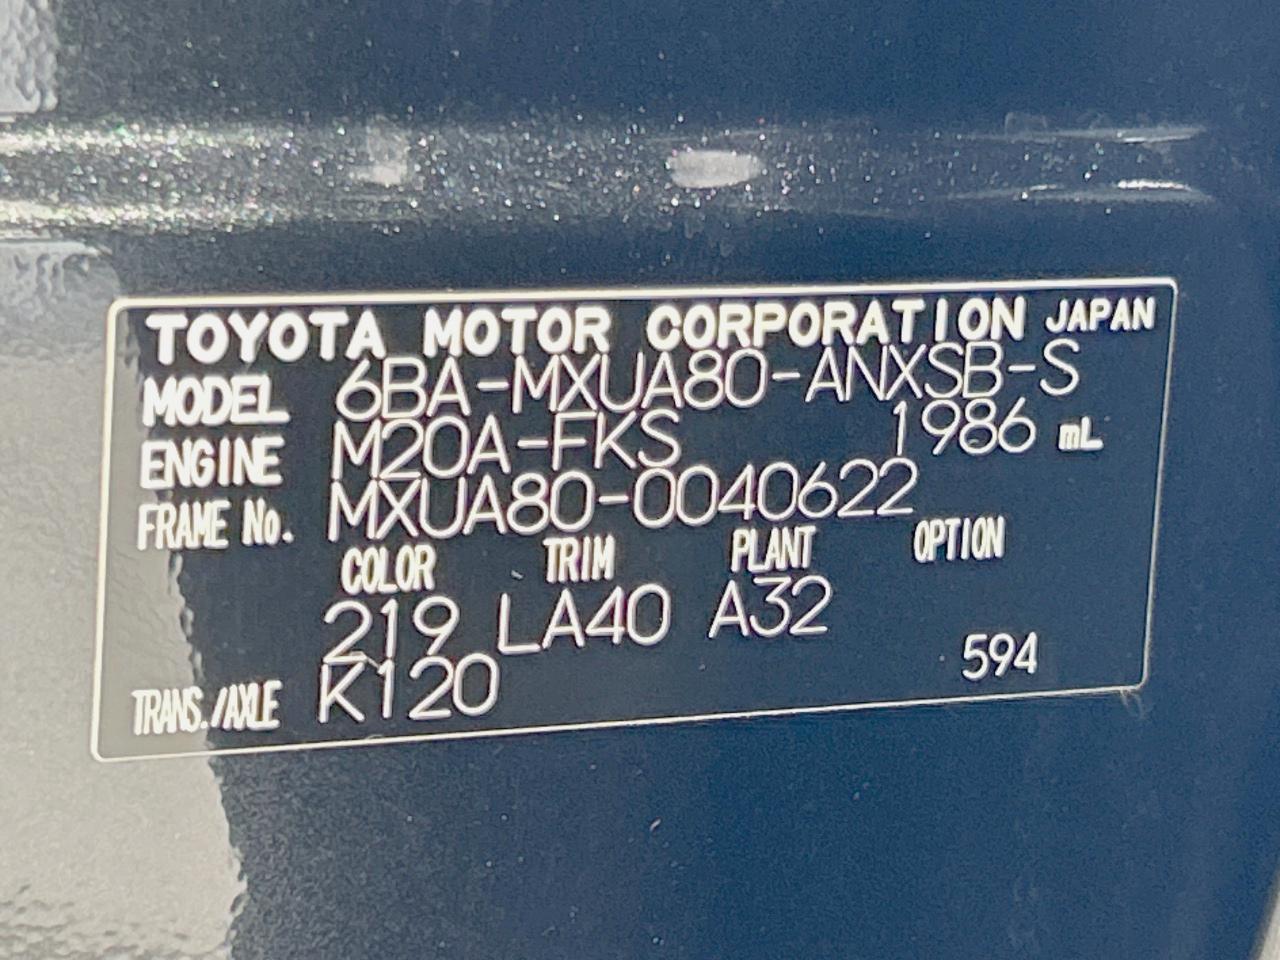 TOYOTA MOTOR CORPORATION JAPAN
MODEL 6BA-MXUA80-ANXSB-S
ENGINE M20A-FKS 1986 mL
FRAME No. MXUA80-0040622
COLOR TRIM PLANT OPTION
219 LA40 A32
TRANS./AXLE K120 594